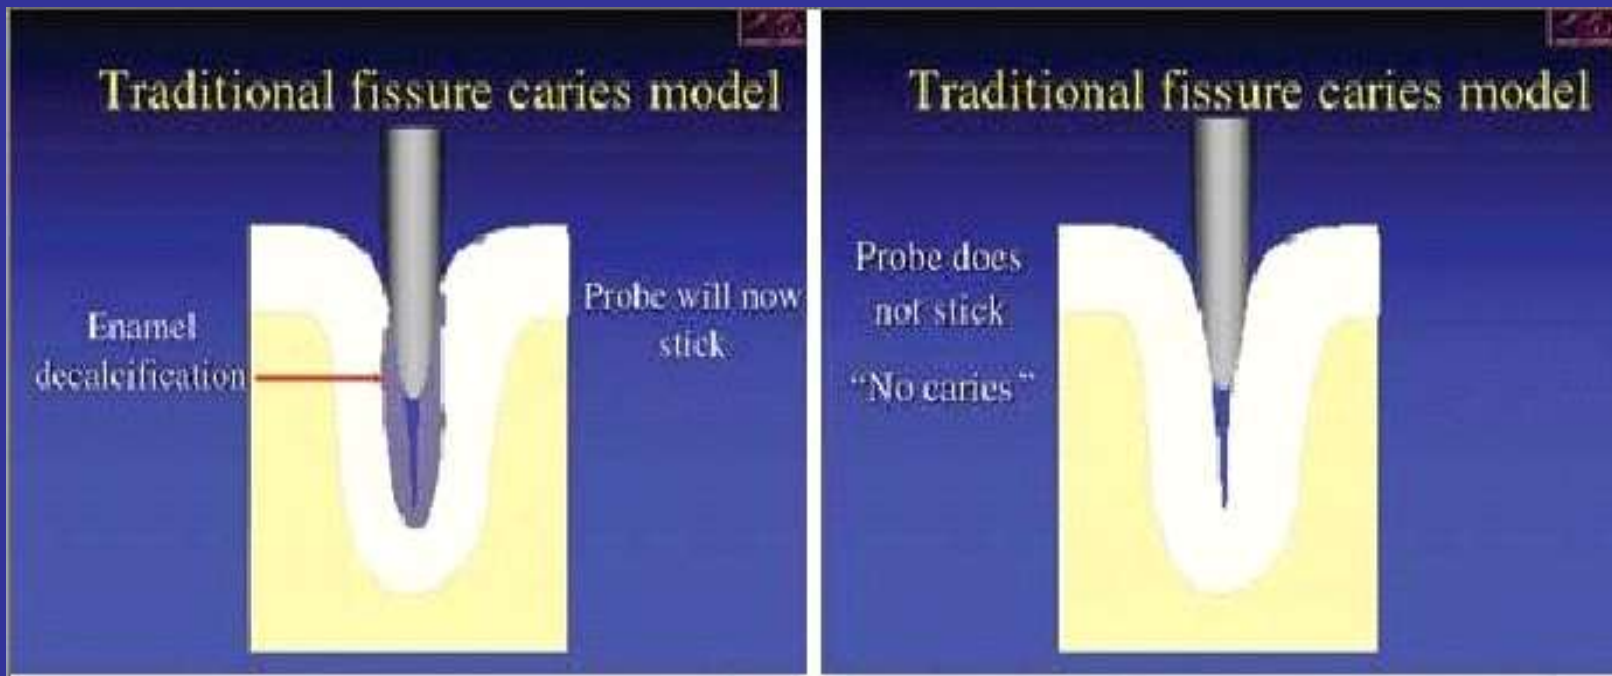 Traditional fissure caries model
Enamel
decalcification
Probe will now
stick
Traditional fissure caries model
Probe does
not stick
“No caries”